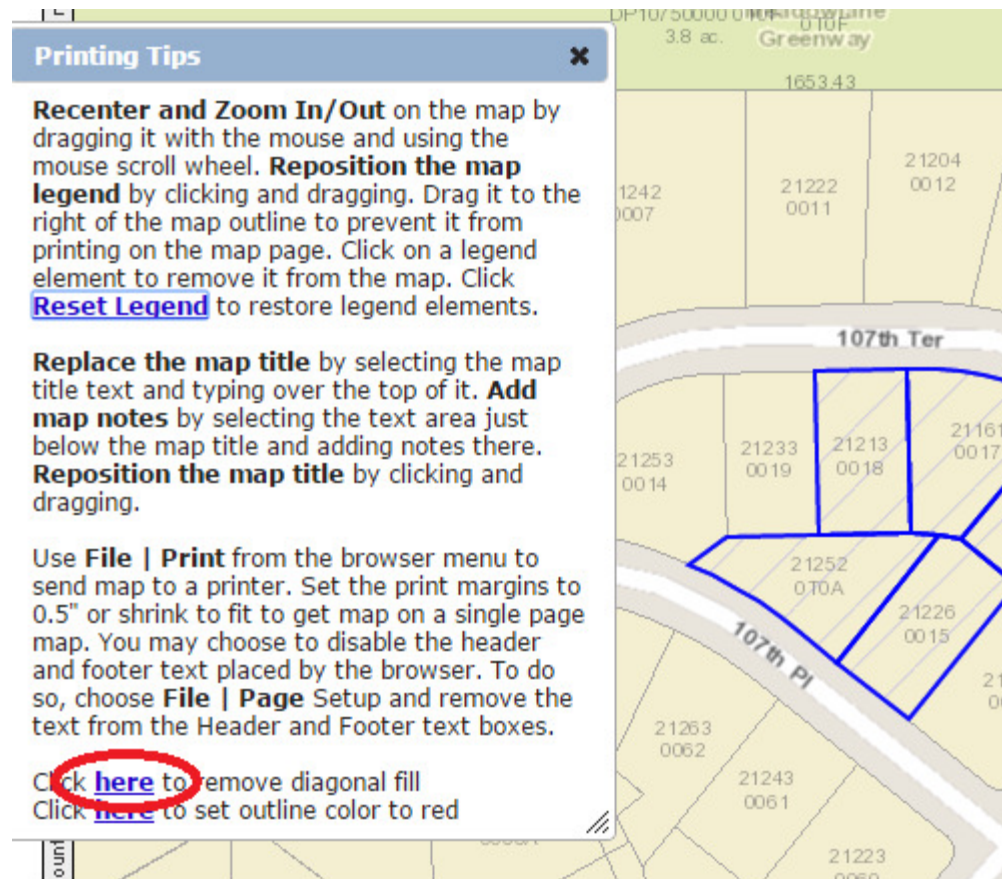 Printing Tips
Recenter and Zoom In/Out on the map by
dragging it with the mouse and using the
mouse scroll wheel. Reposition the map
legend by clicking and dragging. Drag it to the
right of the map outline to prevent it from
printing on the map page. Click on a legend
element to remove it from the map. Click
Reset Legend to restore legend elements.
Replace the map title by selecting the map
title text and typing over the top of it. Add
map notes by selecting the text area just
below the map title and adding notes there.
Reposition the map title by clicking and
dragging.
Use File | Print from the browser menu to
send map to a printer. Set the print margins to
0.5" or shrink to fit to get map on a single page
map. You may choose to disable the header
and footer text placed by the browser. To do
so, choose File | Page Setup and remove the
text from the Header and Footer text boxes.
Click here to remove diagonal fill
Click here to set outline color to red
3.8 ac.
Greenway
1653.43
21204
0012
21222
0011
1242
0007
107th Ter
21161
0017
21213
0018
21233
0019
21253
0014
21252
0T0A
21226
0015
107th Pl
21263
0062
21243
0061
21223